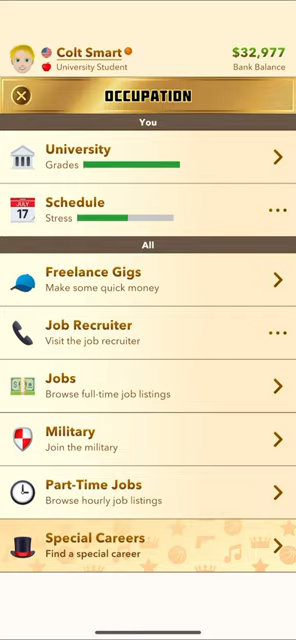 Colt Smart
$32,977
University Student
Bank Balance
OCCUPATION
You
University
Grades
JULY
17
Schedule
Stress
All
Freelance Gigs
Make some quick money
Job Recruiter
Visit the job recruiter
Jobs
Browse full-time job listings
Military
Join the military
Part-Time Jobs
Browse hourly job listings
Special Careers
Find a special career